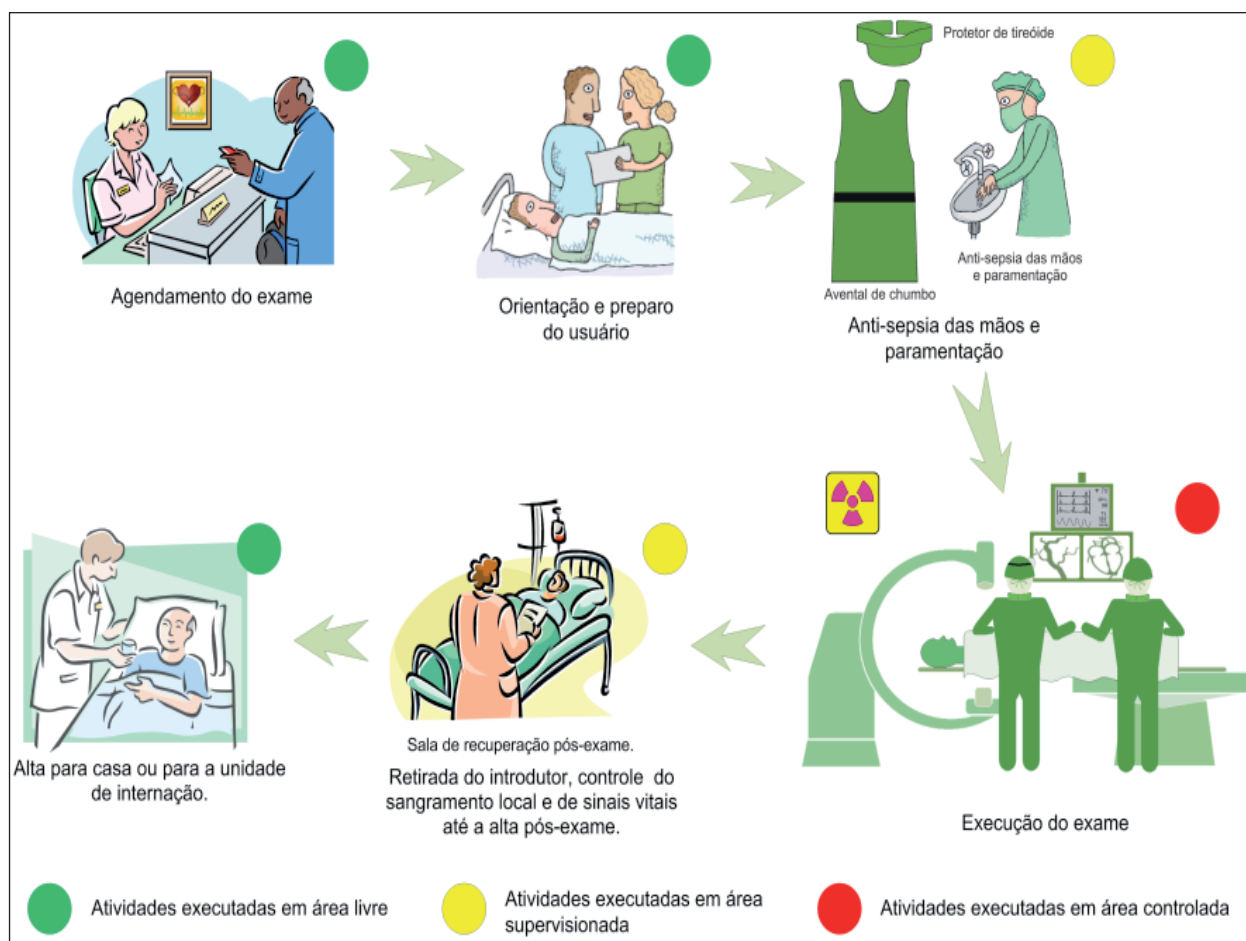 Protetor de tireóide
Anti-sepsia das mãos
e paramentação
Avental de chumbo
Agendamento do exame
Orientação e preparo
do usuário
Anti-sepsia das mãos e
paramentação
Alta para casa ou para a unidade
de internação.
Sala de recuperação pós-exame.
Retirada do introdutor, controle do
sangramento local e de sinais vitais
até a alta pós-exame.
Execução do exame
Atividades executadas em área livre
Atividades executadas em área
supervisionada
Atividades executadas em área controlada